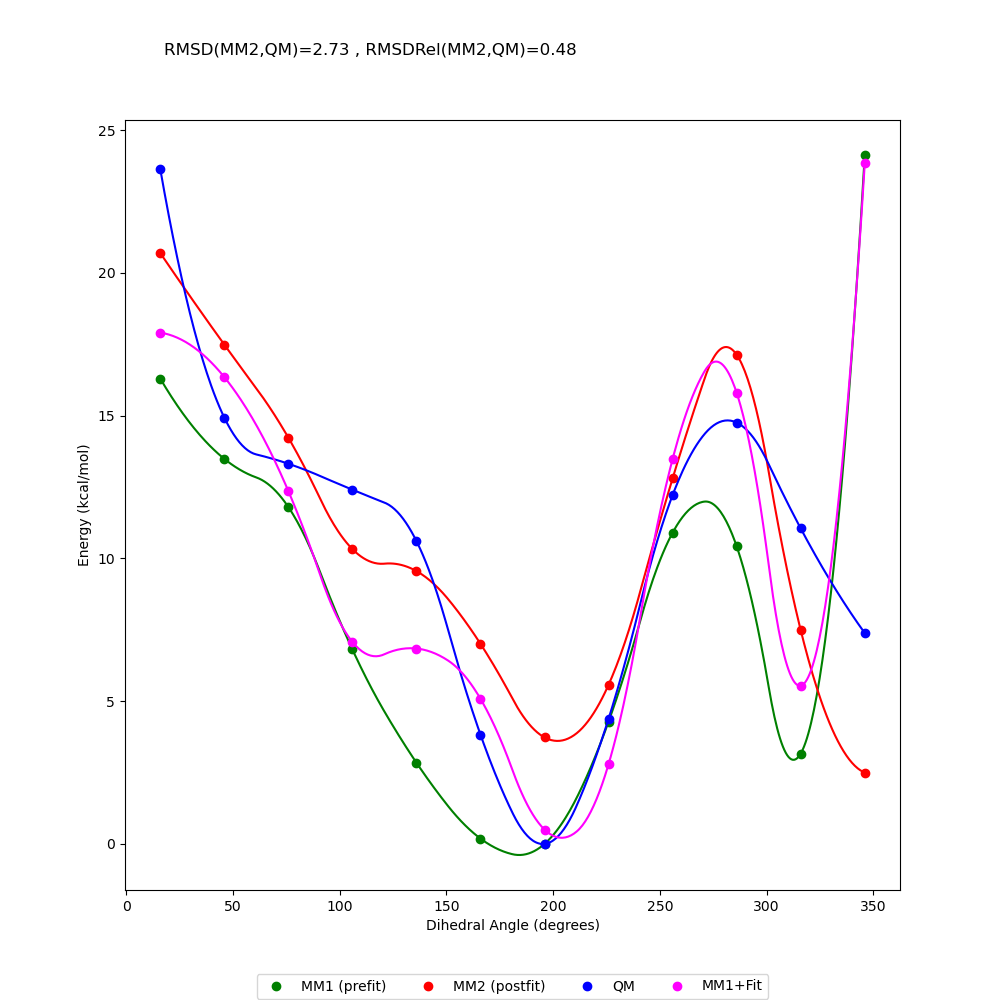 RMSD(MM2,QM)=2.73 , RMSDRel(MM2,QM)=0.48
25
20
15
10
5
0
Energy (kcal/mol)
0 50 100 150 200 250 300 350
Dihedral Angle (degrees)
MM1 (prefit) MM2 (postfit) QM MM1+Fit